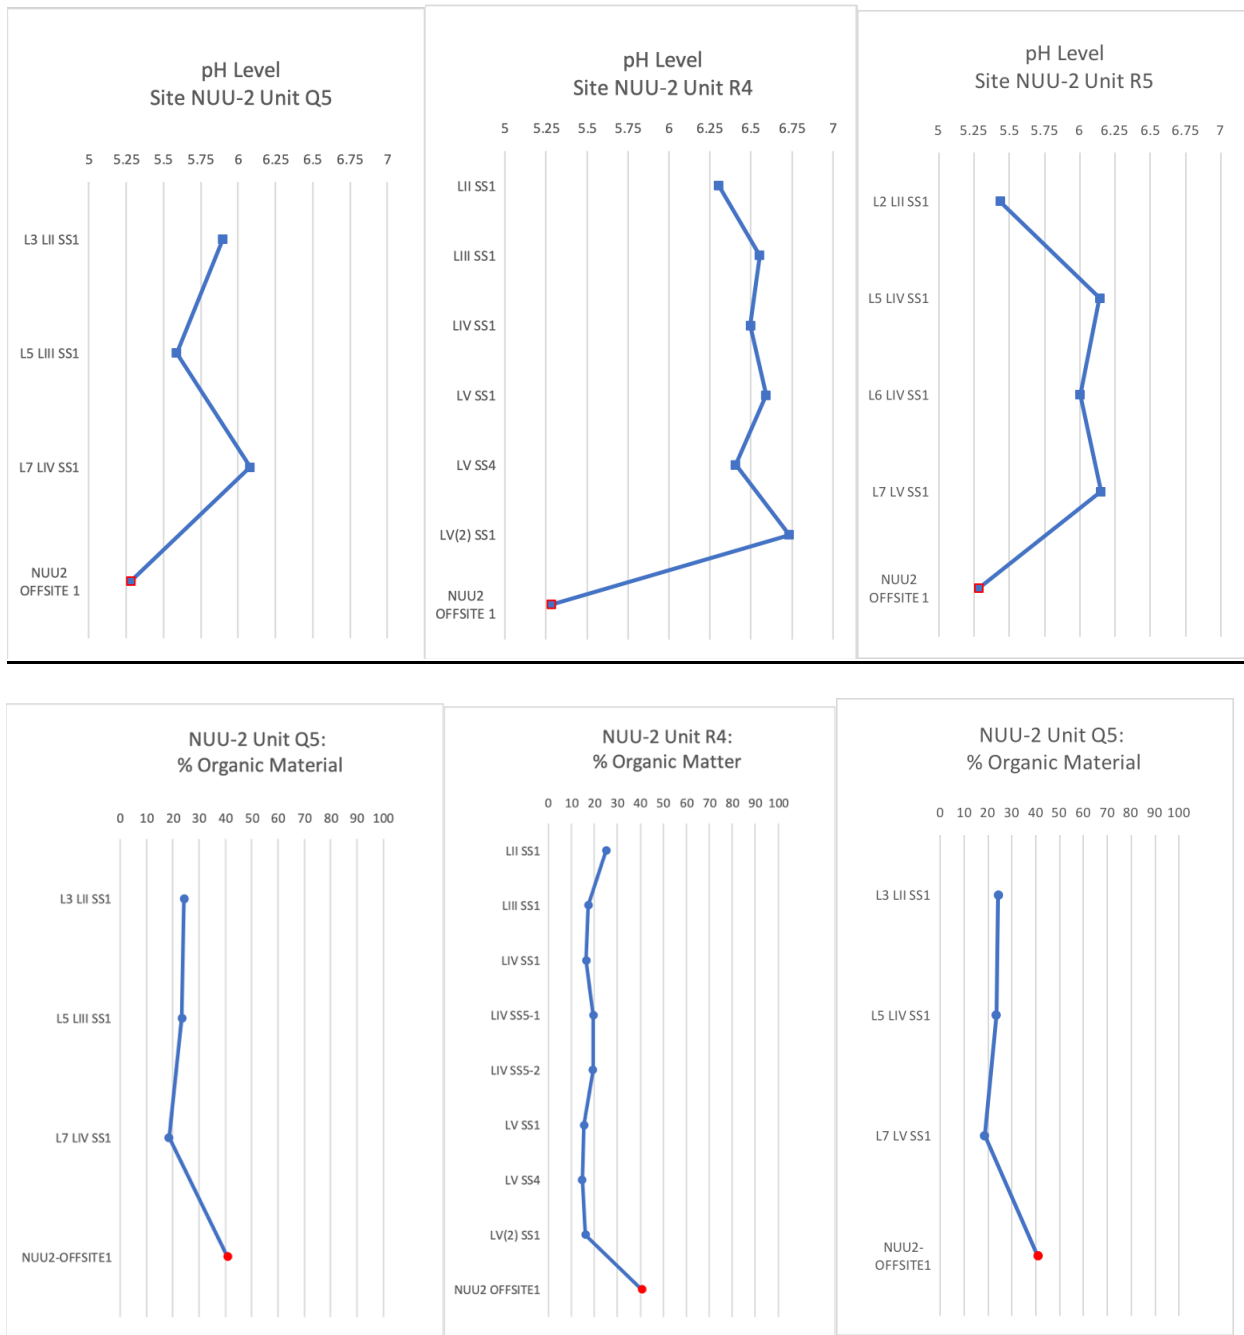 pH Level
Site NUU-2 Unit Q5
5 5.25 5.5 5.75 6 6.25 6.5 6.75 7
L3 LII SS1
L5 LIII SS1
L7 LIV SS1
NUU2
OFFSITE 1
pH Level
Site NUU-2 Unit R4
5 5.25 5.5 5.75 6 6.25 6.5 6.75 7
LII SS1
LIII SS1
LIV SS1
LV SS1
LV SS4
LV(2) SS1
NUU2
OFFSITE 1
pH Level
Site NUU-2 Unit R5
5 5.25 5.5 5.75 6 6.25 6.5 6.75 7
L2 LII SS1
L5 LIV SS1
L6 LIV SS1
L7 LV SS1
NUU2
OFFSITE 1
NUU-2 Unit Q5:
% Organic Material
0 10 20 30 40 50 60 70 80 90 100
L3 LII SS1
L5 LIII SS1
L7 LIV SS1
NUU2-OFFSITE1
NUU-2 Unit R4:
% Organic Matter
0 10 20 30 40 50 60 70 80 90 100
LII SS1
LIII SS1
LIV SS1
LIV SS5-1
LIV SS5-2
LV SS1
LV SS4
LV(2) SS1
NUU2 OFFSITE1
NUU-2 Unit Q5:
% Organic Material
0 10 20 30 40 50 60 70 80 90 100
L3 LII SS1
L5 LIV SS1
L7 LV SS1
NUU2-
OFFSITE1